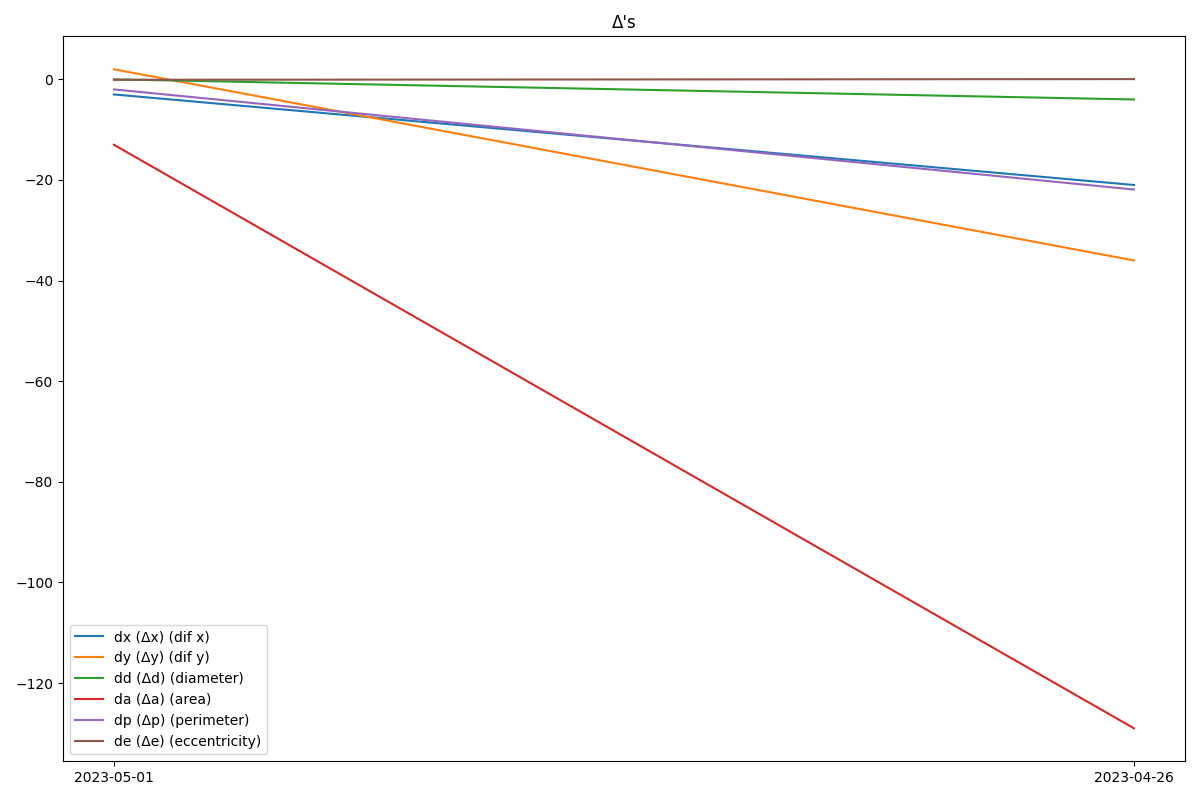 Δ's
0
−20
−40
−60
−80
−100
−120
dx (Δx) (dif x)
dy (Δy) (dif y)
dd (Δd) (diameter)
da (Δa) (area)
dp (Δp) (perimeter)
de (Δe) (eccentricity)
2023-05-01
2023-04-26